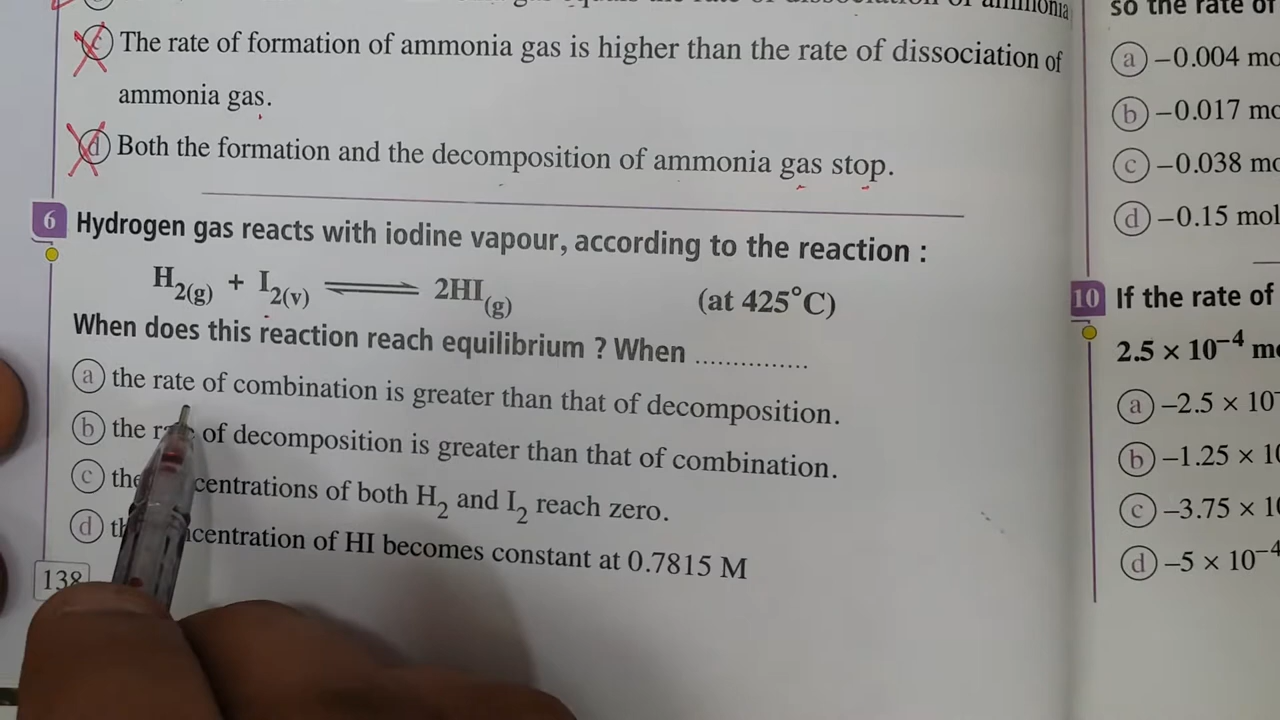 so the rate of
ⓒ The rate of formation of ammonia gas is higher than the rate of dissociation of
ammonia gas.
ⓓ Both the formation and the decomposition of ammonia gas stop.
6 Hydrogen gas reacts with iodine vapour, according to the reaction :
H2(g) + I2(v) ⇌ 2HI(g) (at 425°C)
When does this reaction reach equilibrium ? When ..............
ⓐ the rate of combination is greater than that of decomposition.
ⓑ the of decomposition is greater than that of combination.
ⓒ the centrations of both H2 and I2 reach zero.
ⓓ centration of HI becomes constant at 0.7815 M
138
ⓐ −0.004 mo
ⓑ −0.017 mo
ⓒ −0.038 mo
ⓓ −0.15 mol
10 If the rate of
2.5 × 10−4 m
ⓐ −2.5 × 10
ⓑ −1.25 × 1
ⓒ −3.75 × 1
ⓓ −5 × 10−4